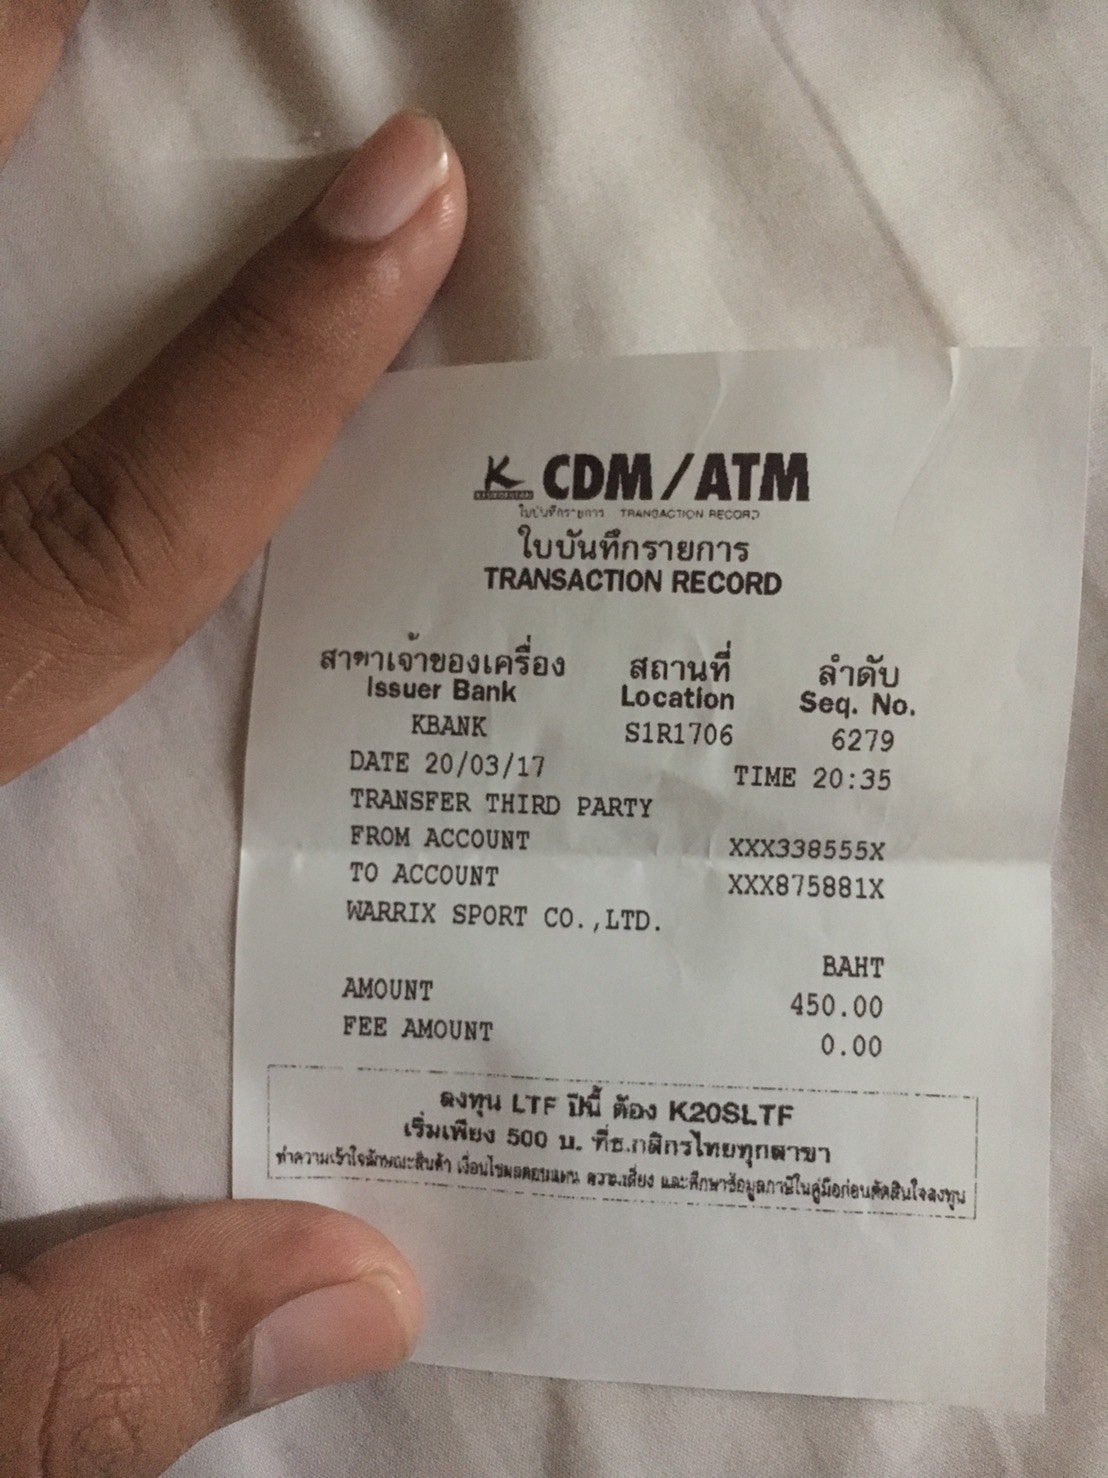 K CDM/ATM
ใบบันทึกรายการ TRANSACTION RECORD
ใบบันทึกรายการ
TRANSACTION RECORD
สาขาเจ้าของเครื่อง สถานที่ ลำดับ
Issuer Bank Location Seq. No.
KBANK S1R1706 6279
DATE 20/03/17 TIME 20:35
TRANSFER THIRD PARTY
FROM ACCOUNT XXX338555X
TO ACCOUNT XXX875881X
WARRIX SPORT CO.,LTD.
BAHT
AMOUNT 450.00
FEE AMOUNT 0.00
ลงทุน LTF ปีนี้ ต้อง K20SLTF
เริ่มเพียง 500 บ. ที่ธ.กสิกรไทยทุกสาขา
ทำความเข้าใจลักษณะสินค้า เงื่อนไขผลตอบแทน ความเสี่ยง และศึกษาข้อมูลภาษีในคู่มือก่อนตัดสินใจลงทุน